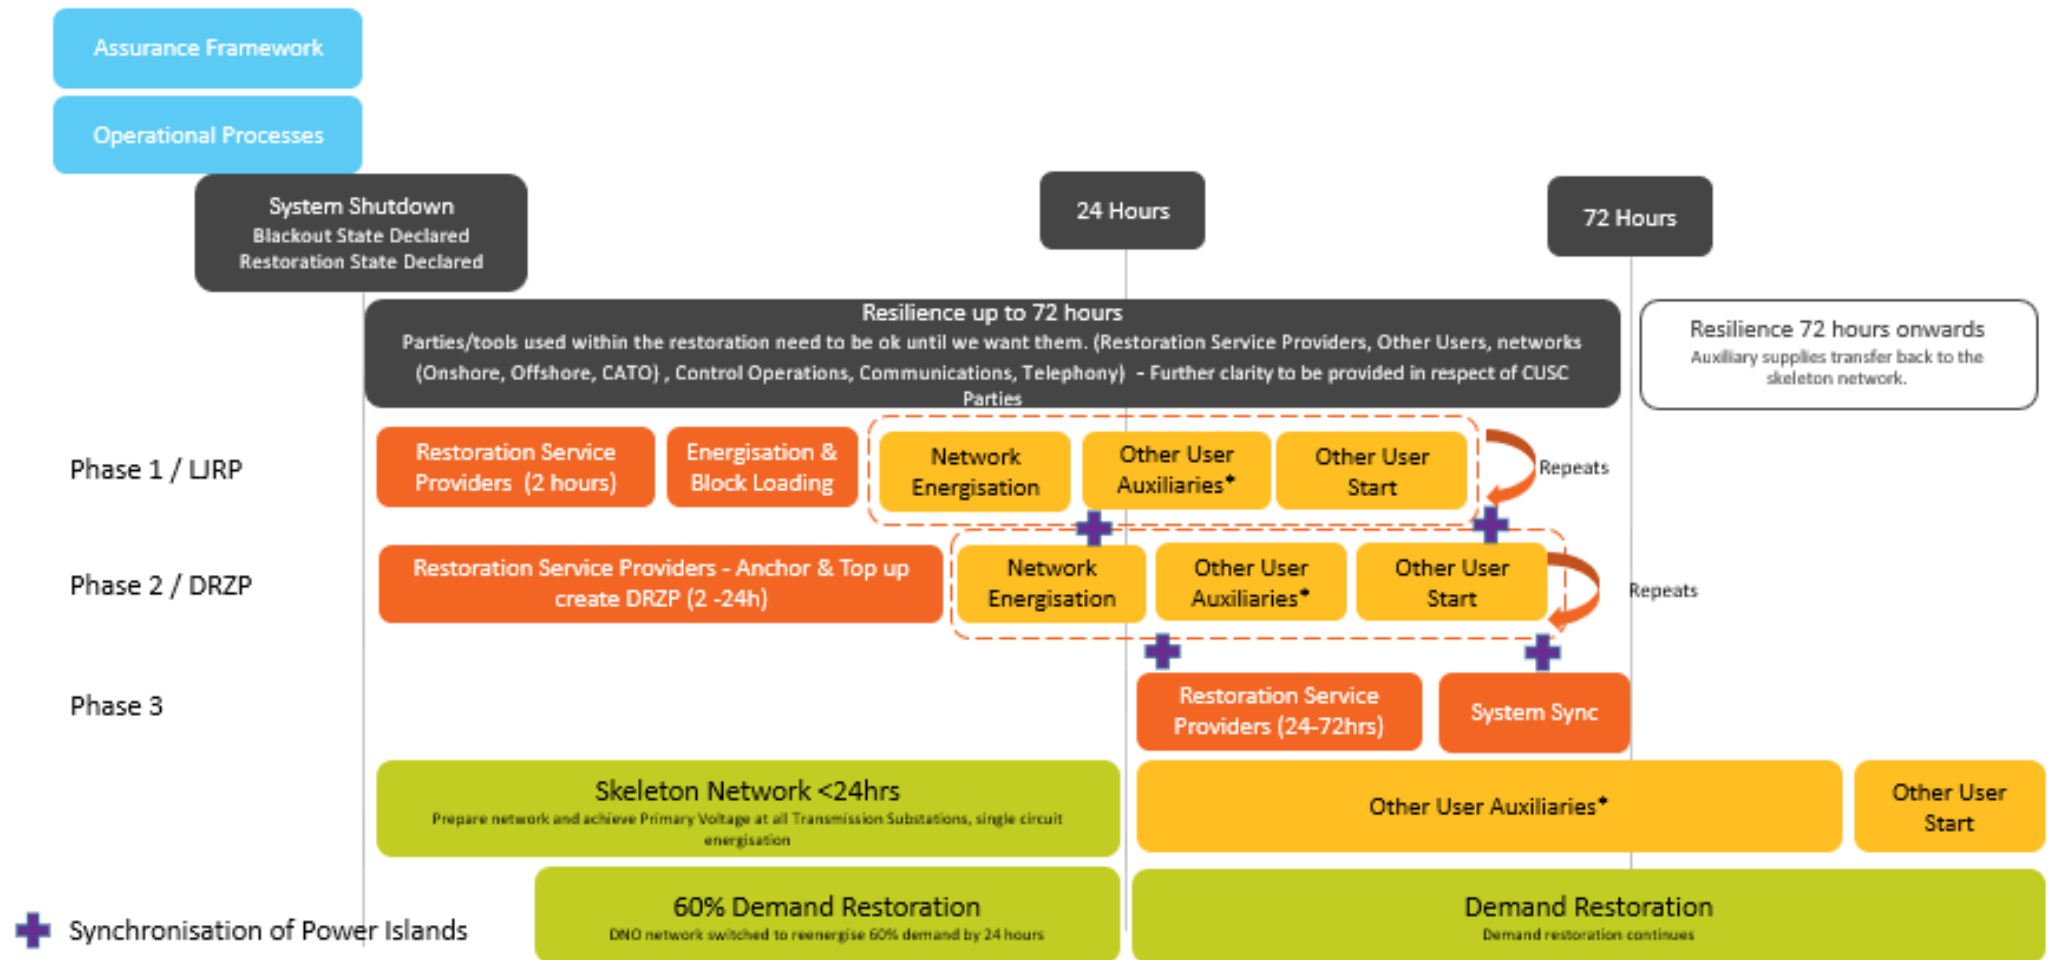 Assurance Framework
Operational Processes
System Shutdown
Blackout State Declared
Restoration State Declared
24 Hours
72 Hours
Resilience up to 72 hours
Parties/tools used within the restoration need to be ok until we want them. (Restoration Service Providers, Other Users, networks
(Onshore, Offshore, CATO) , Control Operations, Communications, Telephony)  - Further clarity to be provided in respect of CUSC
Parties
Resilience 72 hours onwards
Auxiliary supplies transfer back to the
skeleton network.
Phase 1 / LJRP
Restoration Service
Providers (2 hours)
Energisation &
Block Loading
Network
Energisation
Other User
Auxiliaries*
Other User
Start
Repeats
Phase 2 / DRZP
Restoration Service Providers - Anchor & Top up
create DRZP (2 -24h)
Network
Energisation
Other User
Auxiliaries*
Other User
Start
Repeats
Phase 3
Restoration Service
Providers (24-72hrs)
System Sync
Skeleton Network <24hrs
Prepare network and achieve Primary Voltage at all Transmission Substations, single circuit
energisation
Other User Auxiliaries*
Other User
Start
60% Demand Restoration
DNO network switched to reenergise 60% demand by 24 hours
Demand Restoration
Demand restoration continues
Synchronisation of Power Islands